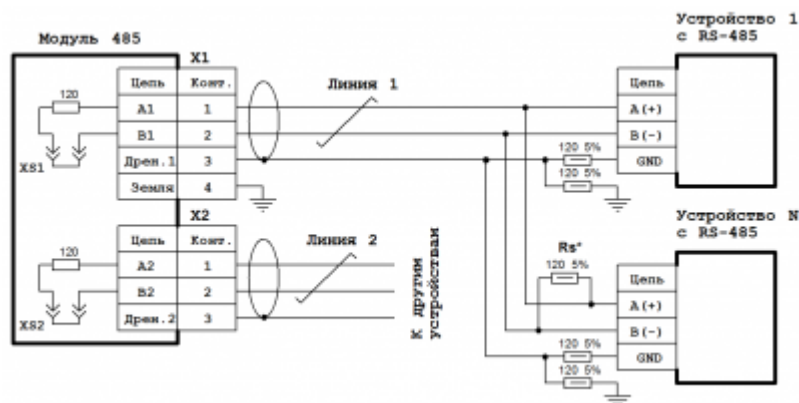 Модуль 485
X1
Цепь Конт.
120
A1 1
B1 2
Дрен.1 3
Земля 4
XS1
Линия 1
Устройство 1
с RS-485
Цепь
A(+)
B(-)
GND
120 5%
120 5%
X2
Цепь Конт.
120
A2 1
B2 2
Дрен.2 3
XS2
Линия 2
К другим
устройствам
Устройство N
с RS-485
Rs*
120 5%
Цепь
A(+)
B(-)
GND
120 5%
120 5%